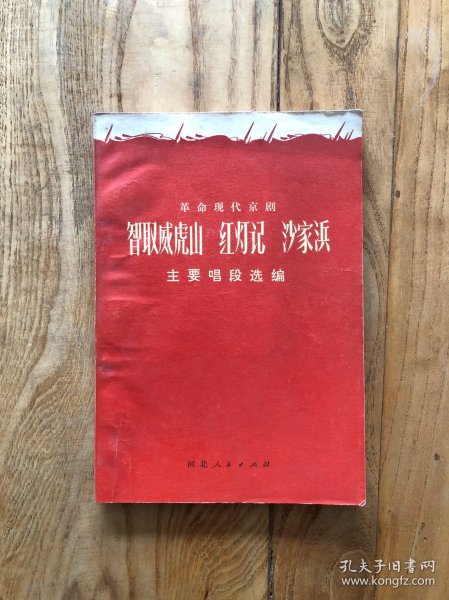 革命现代京剧
智取威虎山 红灯记 沙家浜
主要唱段选编
河北人民出版社
孔夫子旧书网
www.kongfz.com